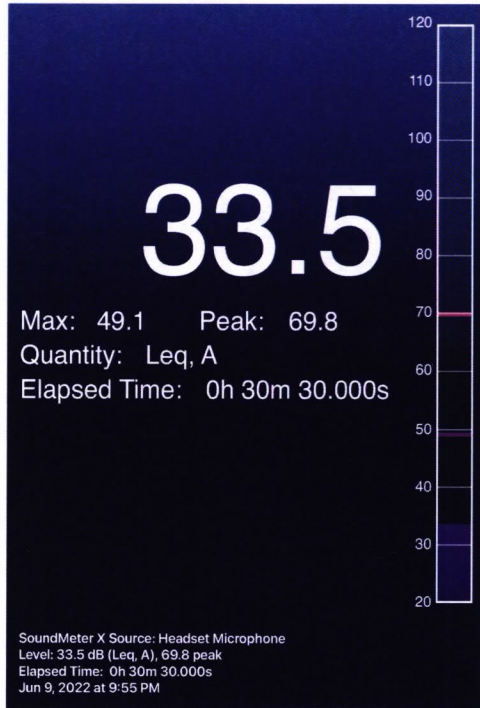 120
110
100
33.5
90
80
Max: 49.1 Peak: 69.8
70
Quantity: Leq, A
60
Elapsed Time: 0h 30m 30.000s
50
40
30
20
SoundMeter X Source: Headset Microphone
Level: 33.5 dB (Leq, A), 69.8 peak
Elapsed Time: 0h 30m 30.000s
Jun 9, 2022 at 9:55 PM